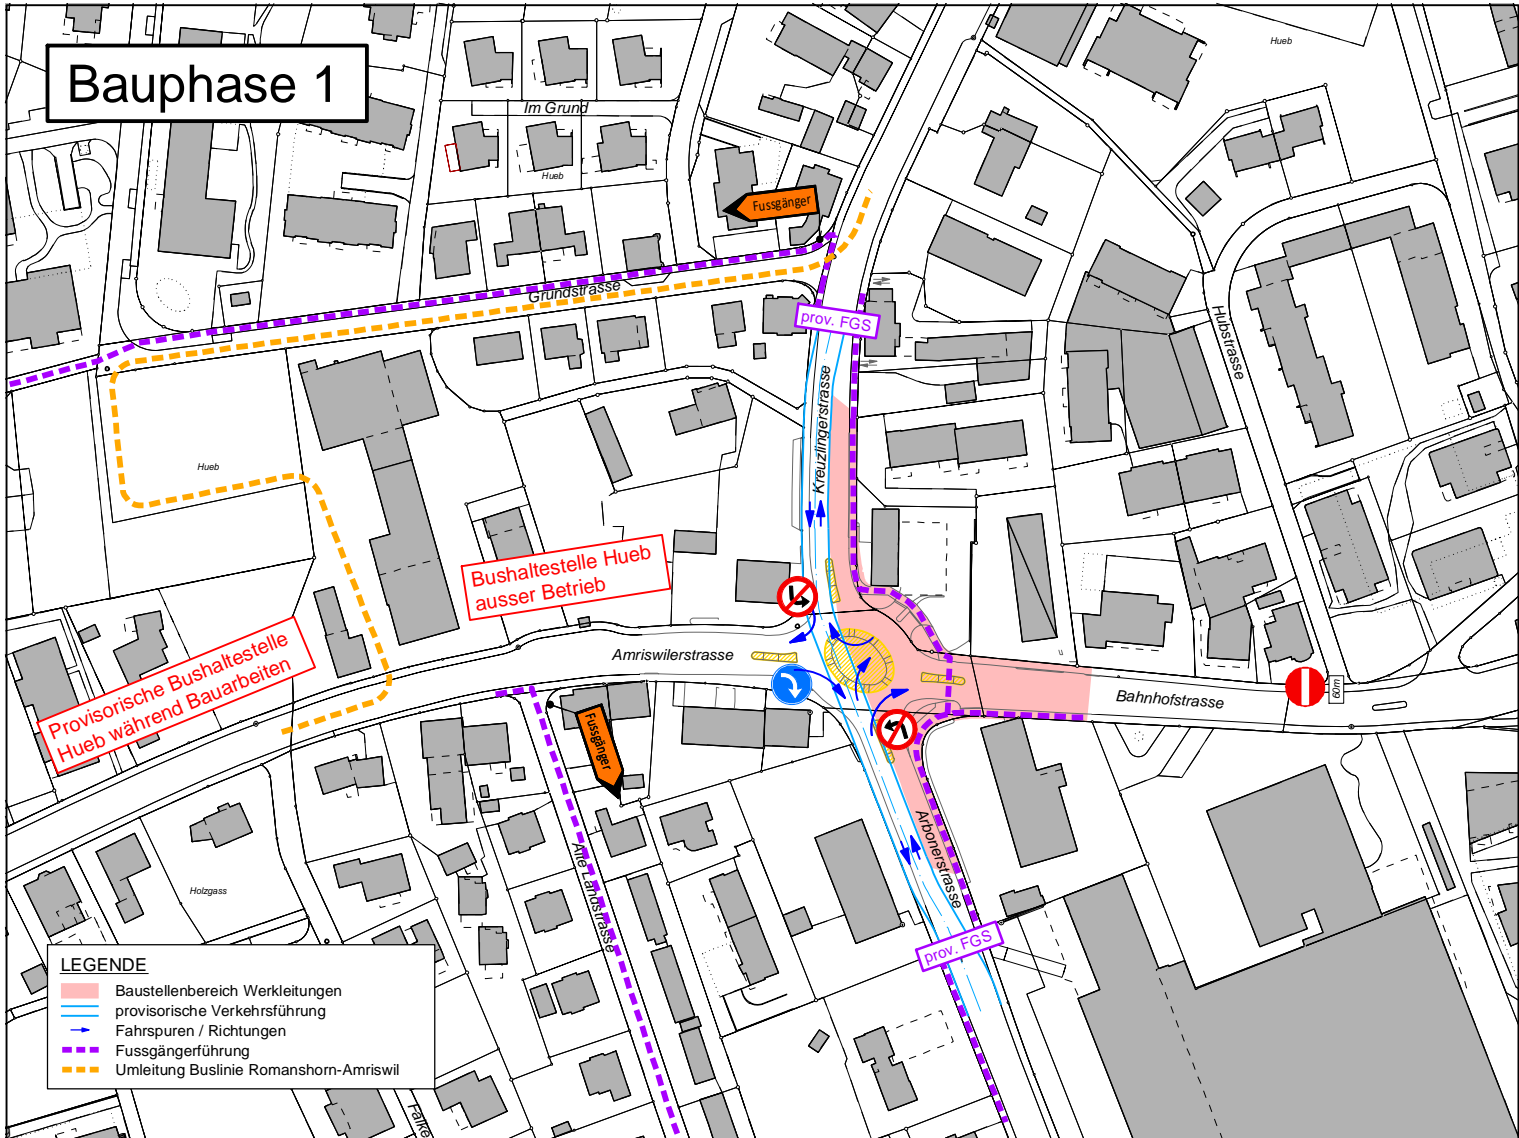 Bauphase 1
Hueb
Im Grund
Hueb
Fussgänger
Grundstrasse
prov. FGS
Hubstrasse
Kreuzlingerstrasse
Hueb
Bushaltestelle Hueb
ausser Betrieb
Amriswilerstrasse
Provisorische Bushaltestelle
Hueb während Bauarbeiten
Bahnhofstrasse
60m
Fussgänger
Arbonerstrasse
Alte Landstrasse
Holzgass
prov. FGS
LEGENDE
Baustellenbereich Werkleitungen
provisorische Verkehrsführung
Fahrspuren / Richtungen
Fussgängerführung
Umleitung Buslinie Romanshorn-Amriswil
Falke